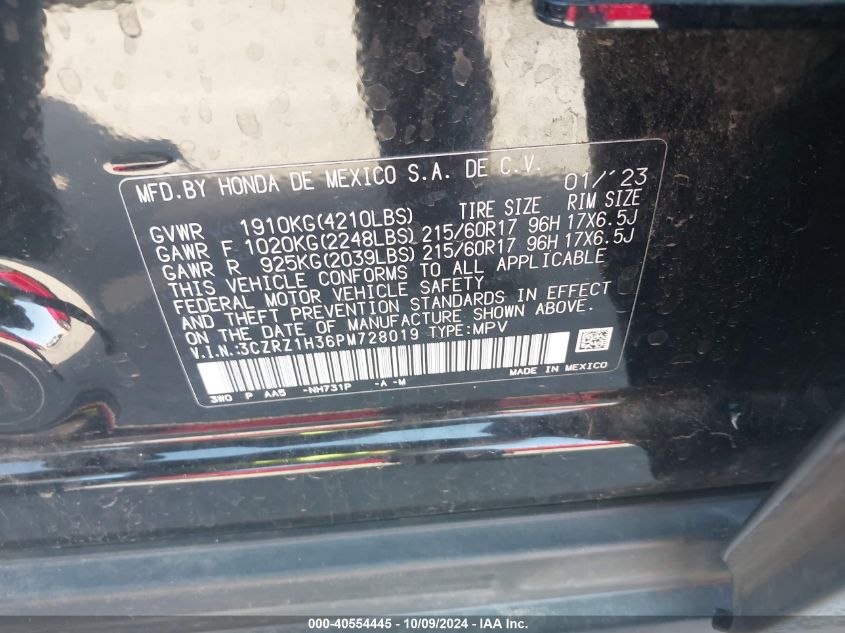 MFD.BY HONDA DE MEXICO S.A. DE C.V. 01/'23
TIRE SIZE RIM SIZE
GVWR 1910KG(4210LBS)
GAWR F 1020KG(2248LBS) 215/60R17 96H 17X6.5J
GAWR R 925KG(2039LBS) 215/60R17 96H 17X6.5J
THIS VEHICLE CONFORMS TO ALL APPLICABLE
FEDERAL MOTOR VEHICLE SAFETY
AND THEFT PREVENTION STANDARDS IN EFFECT
ON THE DATE OF MANUFACTURE SHOWN ABOVE.
V.I.N.:3CZRZ1H36PM728019 TYPE:MPV
3W0 P AA5 -NH731P -A -M MADE IN MEXICO
000-40554445 - 10/09/2024 - © IAA, Inc.